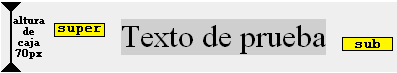 altura
de
caja
70px
super
Texto de prueba
sub